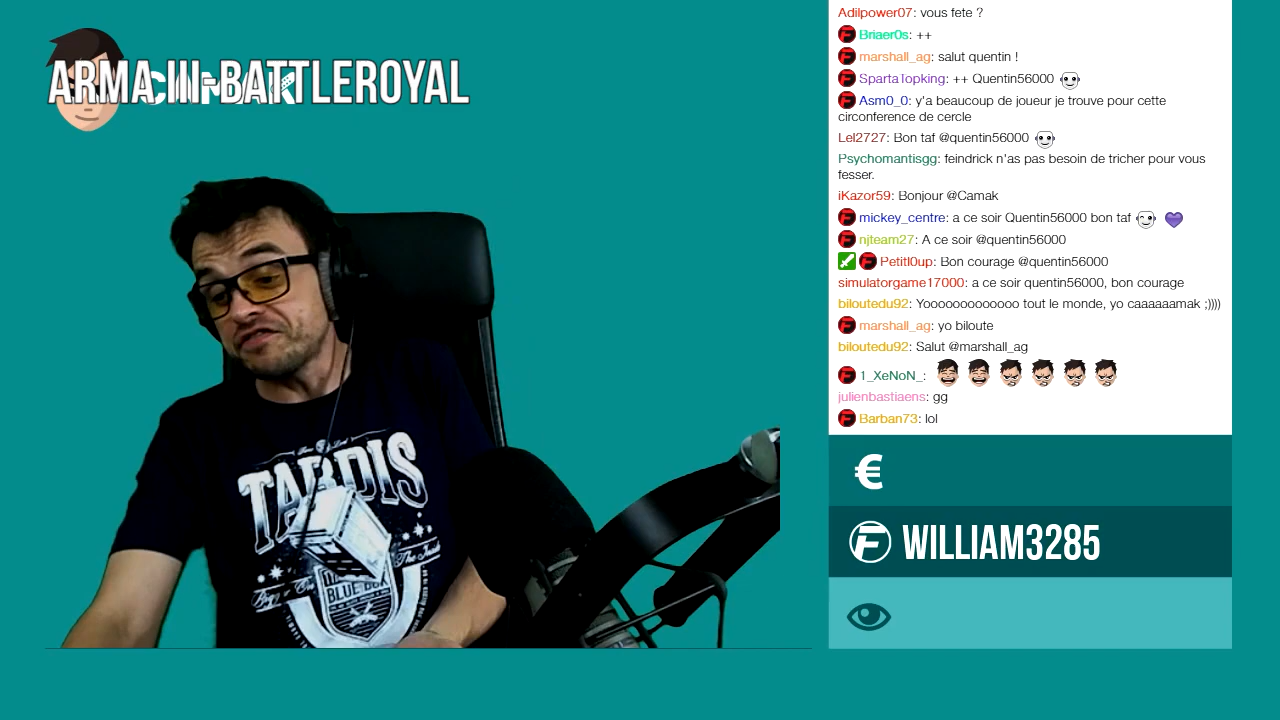 ARMA III-BATTLEROYAL
TARDIS
BLUE BOX
Adilpower07: vous fete ?
Briaer0s: ++
marshall_ag: salut quentin !
SpartaTopking: ++ Quentin56000
Asm0_0: y'a beaucoup de joueur je trouve pour cette
circonference de cercle
Lel2727: Bon taf @quentin56000
Psychomantisgg: feindrick n'as pas besoin de tricher pour vous
fesser.
iKazor59: Bonjour @Camak
mickey_centre: a ce soir Quentin56000 bon taf
njteam27: A ce soir @quentin56000
Petitl0up: Bon courage @quentin56000
simulatorgame17000: a ce soir quentin56000, bon courage
biloutedu92: Yooooooooooooo tout le monde, yo caaaaaamak ;))))
marshall_ag: yo biloute
biloutedu92: Salut @marshall_ag
1_XeNoN_:
julienbastiaens: gg
Barban73: lol
€
F WILLIAM3285